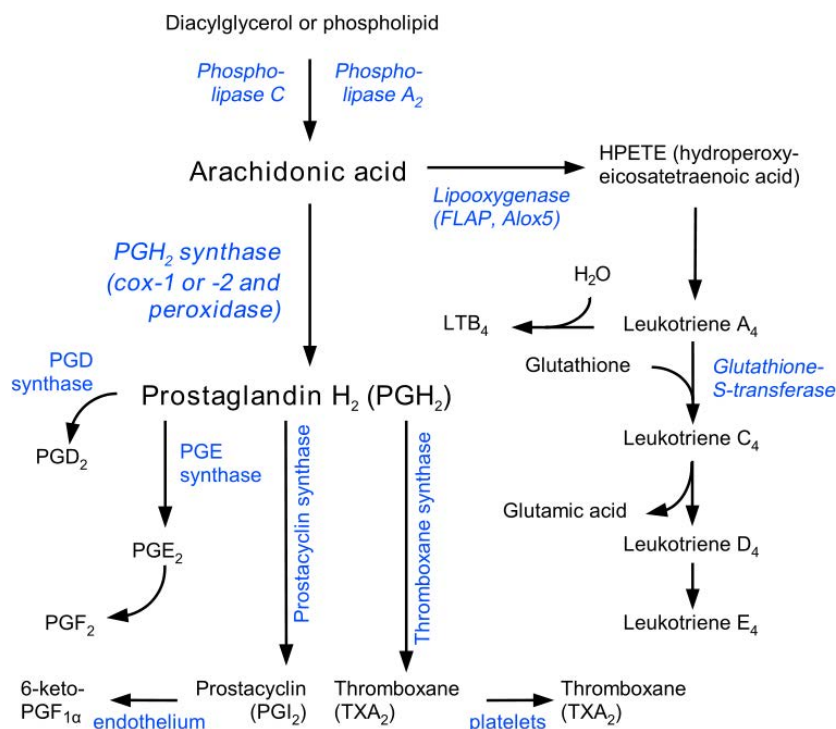 Diacylglycerol or phospholipid
Phospho-
lipase C
Phospho-
lipase A₂
Arachidonic acid
HPETE (hydroperoxy-
eicosatetraenoic acid)
Lipooxygenase
(FLAP, Alox5)
PGH₂ synthase
(cox-1 or -2 and
peroxidase)
H₂O
LTB₄
Leukotriene A₄
Glutathione
Glutathione-
S-transferase
PGD
synthase
Prostaglandin H₂ (PGH₂)
Leukotriene C₄
PGD₂
PGE
synthase
Prostacyclin synthase
Thromboxane synthase
Glutamic acid
Leukotriene D₄
PGE₂
PGF₂
Leukotriene E₄
6-keto-
PGF₁α
endothelium
Prostacyclin
(PGI₂)
Thromboxane
(TXA₂)
platelets
Thromboxane
(TXA₂)